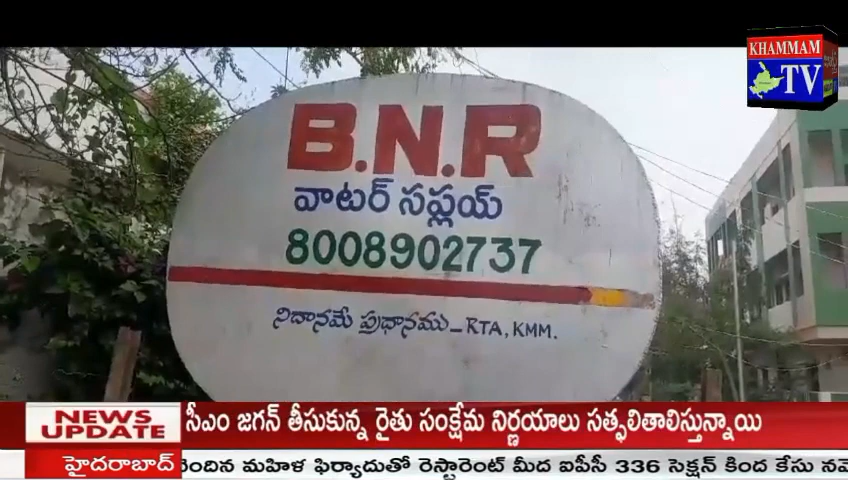 KHAMMAM
TV
B.N.R
వాటర్ సప్లయ్
8008902737
నిదానమే ప్రధానము – RTA, KMM.
NEWS
UPDATE
సీఎం జగన్ తీసుకున్న రైతు సంక్షేమ నిర్ణయాలు సత్ఫలితాలిస్తున్నాయి
హైదరాబాద్
చెందిన మహిళ ఫిర్యాదుతో రెస్టారెంట్ మీద ఐపీసీ 336 సెక్షన్ కింద కేసు